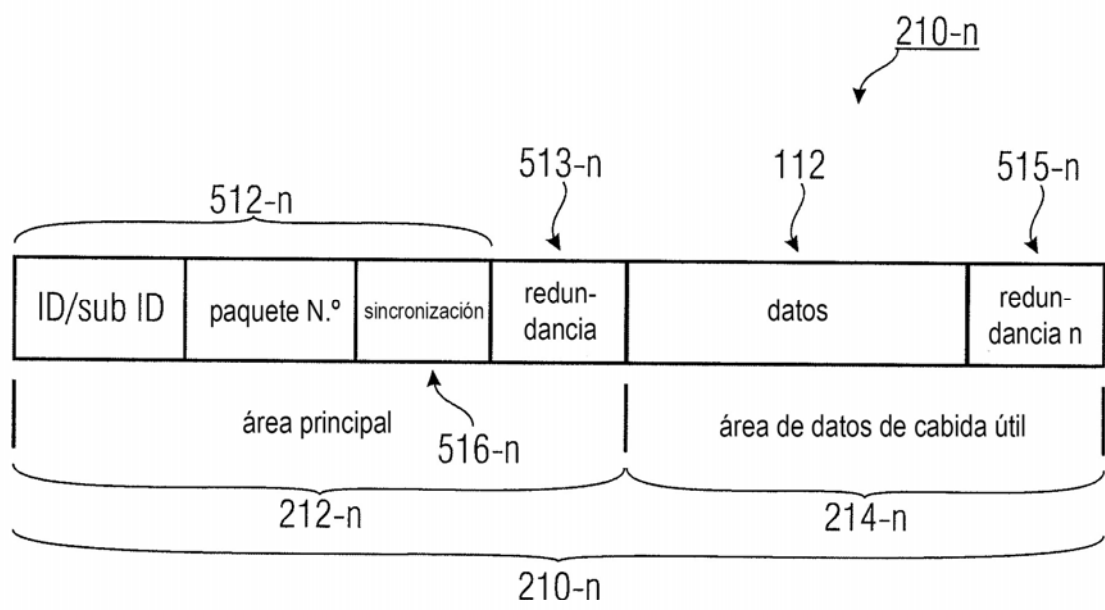 210-n
512-n
513-n
112
515-n
ID/sub ID
paquete N.º
sincronización
redun-
dancia
datos
redun-
dancia n
área principal
516-n
área de datos de cabida útil
212-n
214-n
210-n